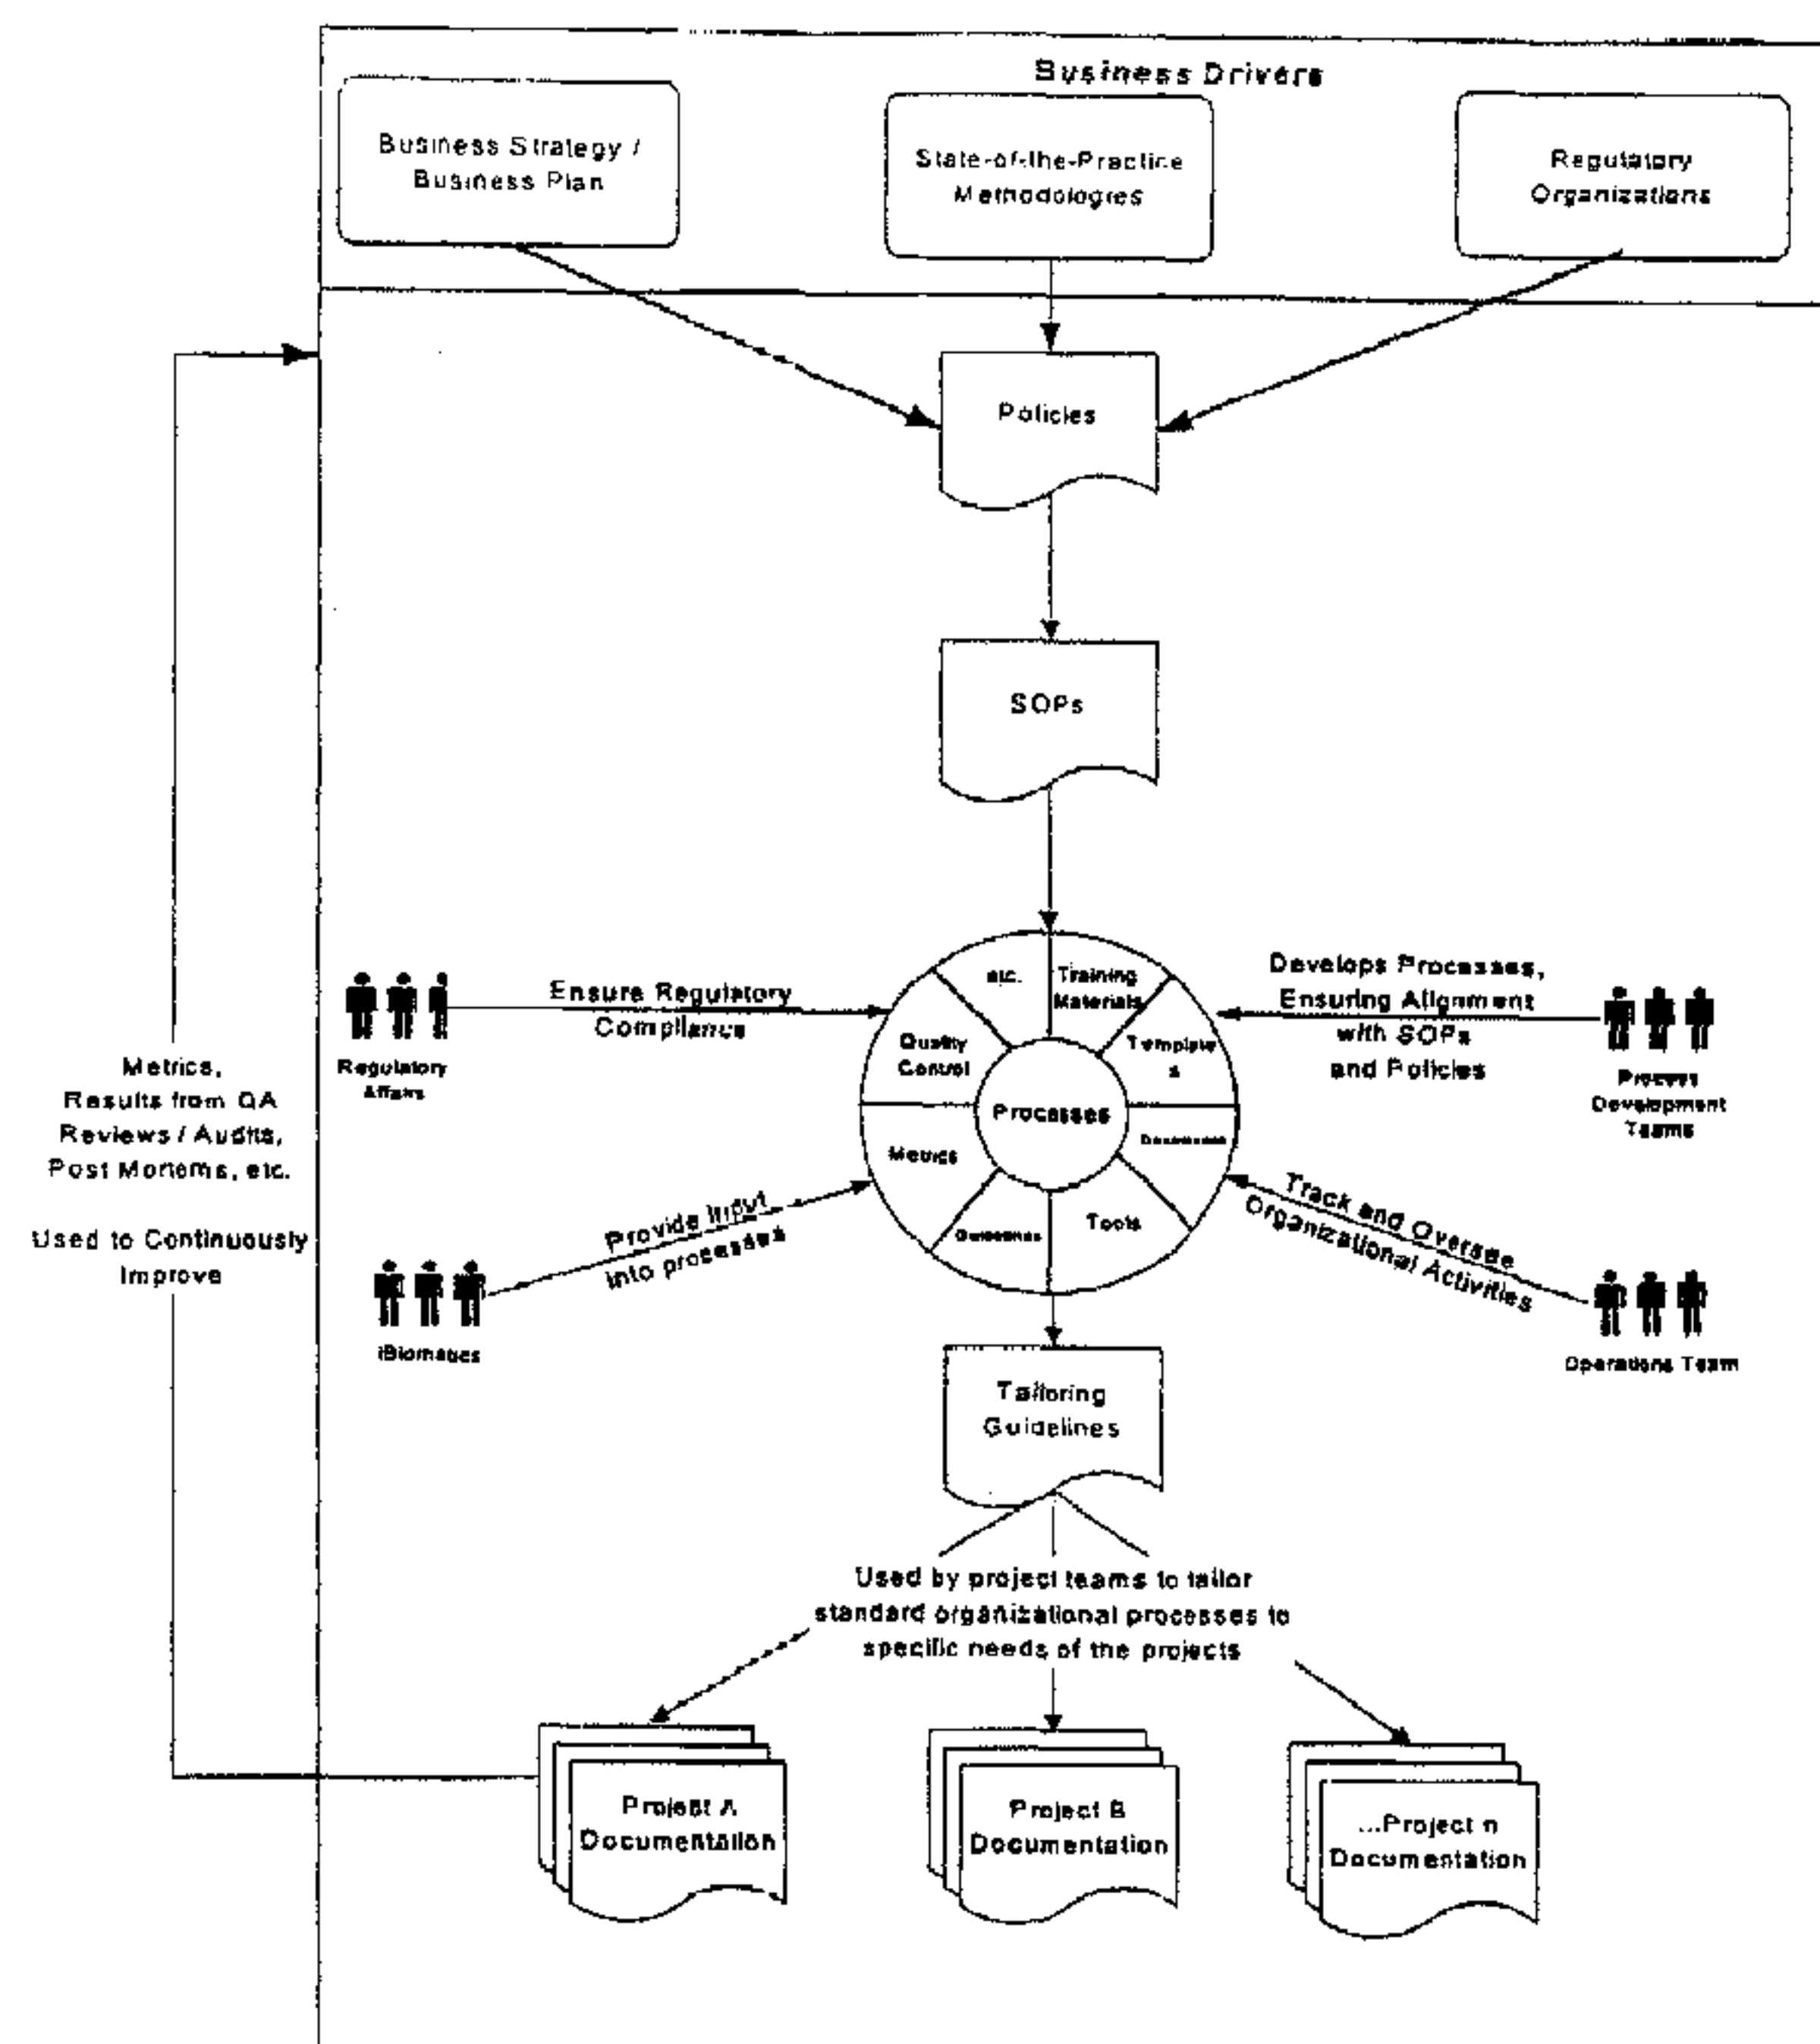 Business Drivers
Business Strategy /
Business Plan
State-of-the-Practice
Methodologies
Regulatory
Organizations
Policies
SOPs
etc.
Training
Materials
Template
s
Quality
Control
Processes
Metrics
Tools
Ensure Regulatory
Compliance
Regulatory
Affairs
Develops Processes,
Ensuring Alignment
with SOPs
and Policies
Process
Development
Teams
Metrics,
Results from QA
Reviews / Audits,
Post Mortems, etc.
Used to Continuously
Improve
Provide Input
into processes
Track and Oversee
Organizational Activities
Operations Team
Tailoring
Guidelines
Used by project teams to tailor
standard organizational processes to
specific needs of the projects
Project A
Documentation
Project B
Documentation
...Project n
Documentation